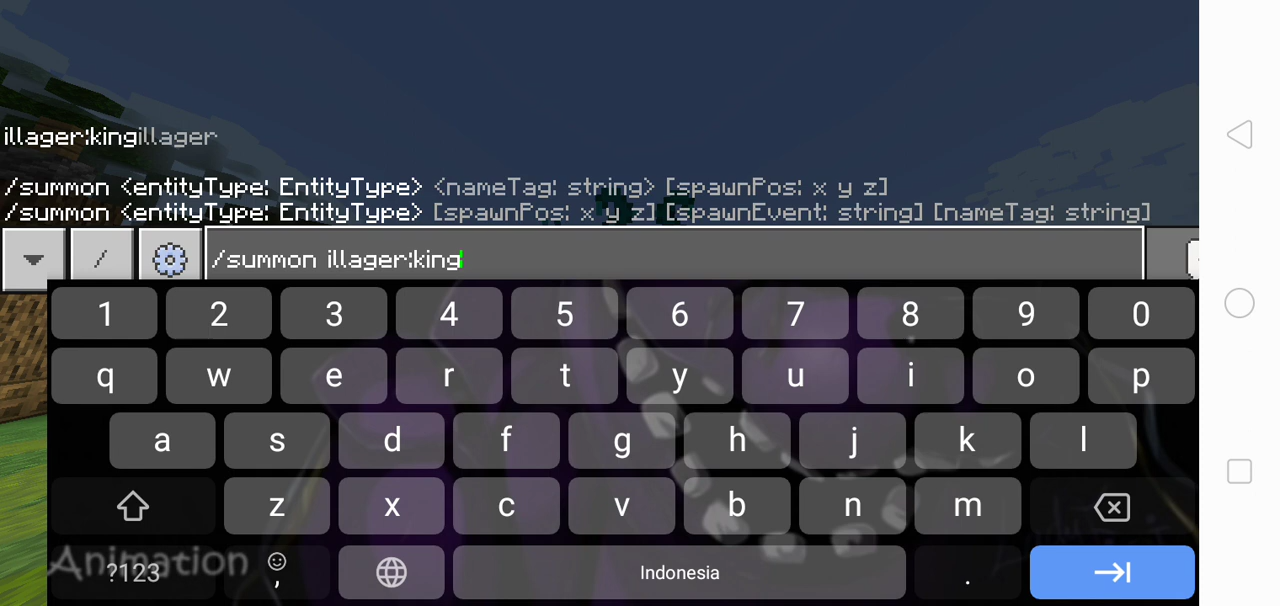 illager:kingillager
/summon <entityType: EntityType> <nameTag: string> [spawnPos: x y z]
/summon <entityType: EntityType> [spawnPos: x y z] [spawnEvent: string] [nameTag: string]
/
/summon illager:king
1 2 3 4 5 6 7 8 9 0
q w e r t y u i o p
a s d f g h j k l
z x c v b n m
Animation
?123 , Indonesia .